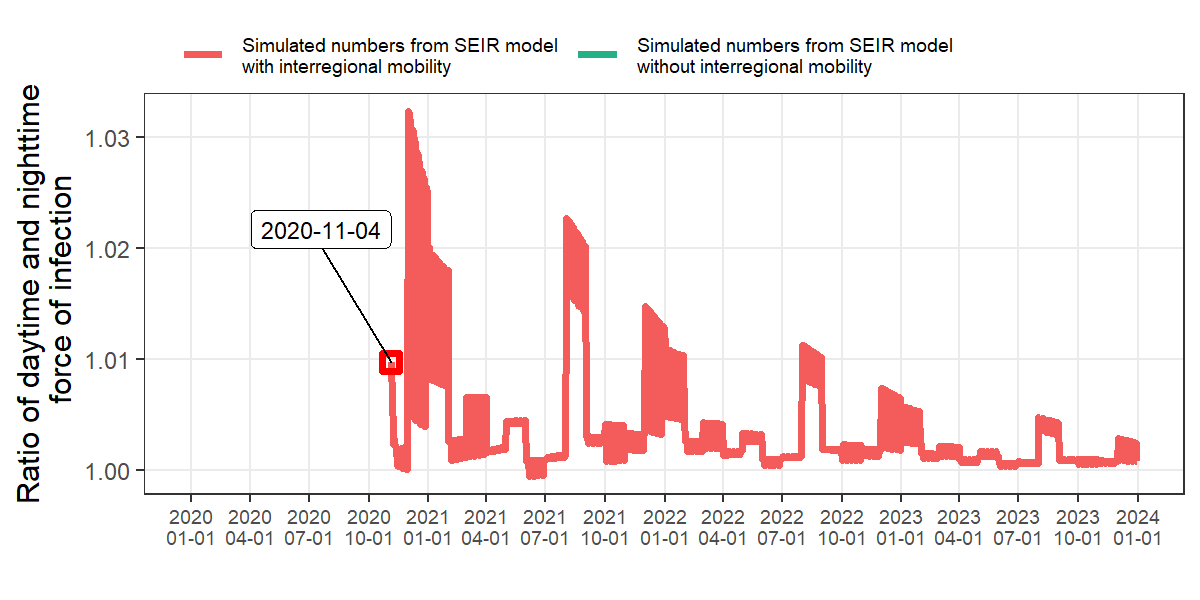 Simulated numbers from SEIR model
with interregional mobility
Simulated numbers from SEIR model
without interregional mobility
Ratio of daytime and nighttime
force of infection
1.03
1.02
1.01
1.00
2020-11-04
2020 2020 2020 2020 2021 2021 2021 2021 2022 2022 2022 2022 2023 2023 2023 2023 2024
01-01 04-01 07-01 10-01 01-01 04-01 07-01 10-01 01-01 04-01 07-01 10-01 01-01 04-01 07-01 10-01 01-01